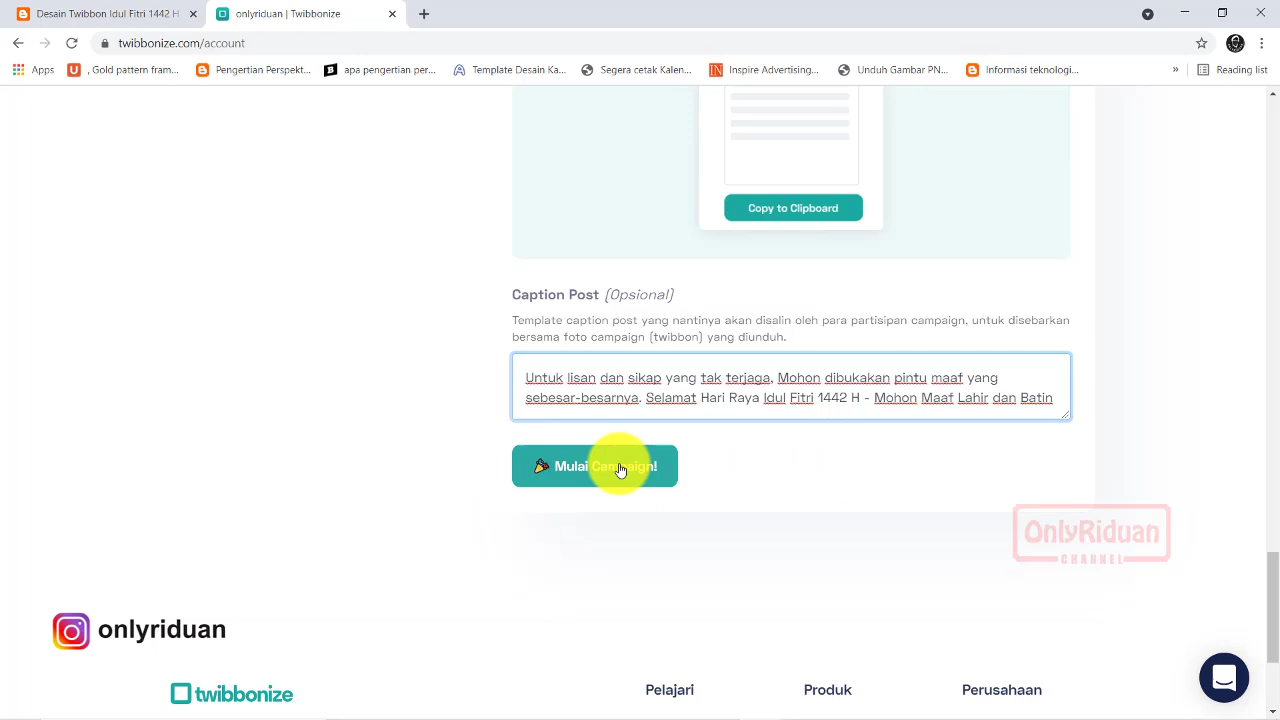 Desain Twibbon Idul Fitri 1442 H
onlyriduan | Twibbonize
twibbonize.com/account
Apps
, Gold pattern fram...
Pengertian Perspekt...
apa pengertian per...
Template Desain Ka...
Segera cetak Kalen...
Inspire Advertising...
Unduh Gambar PN...
Informasi teknologi...
»
Reading list
Copy to Clipboard
Caption Post (Opsional)
Template caption post yang nantinya akan disalin oleh para partisipan campaign, untuk disebarkan
bersama foto campaign (twibbon) yang diunduh.
Untuk lisan dan sikap yang tak terjaga, Mohon dibukakan pintu maaf yang
sebesar-besarnya. Selamat Hari Raya Idul Fitri 1442 H - Mohon Maaf Lahir dan Batin
Mulai Campaign!
OnlyRiduan
CHANNEL
onlyriduan
twibbonize
Pelajari
Produk
Perusahaan